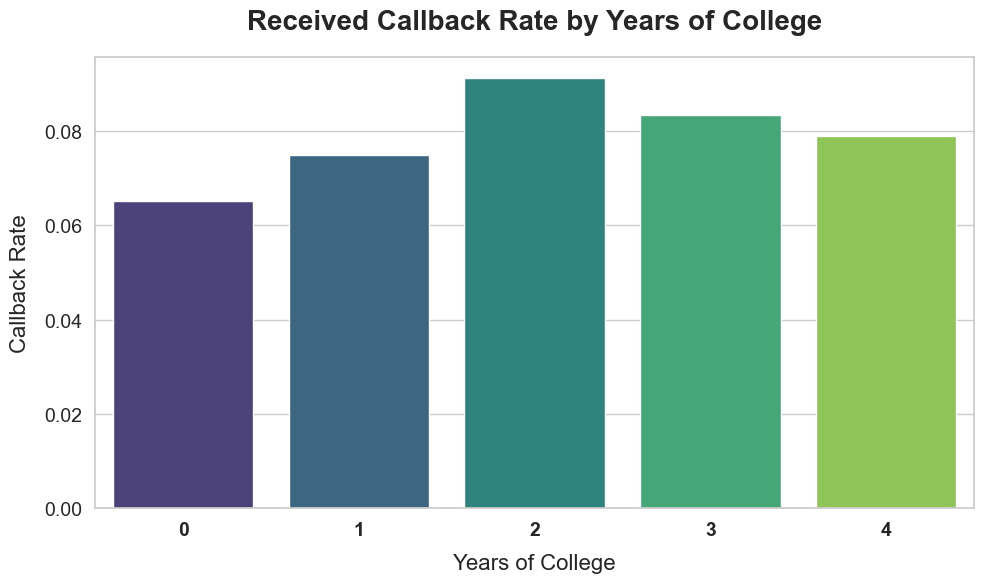 Received Callback Rate by Years of College
Callback Rate
0.08
0.06
0.04
0.02
0.00
0 1 2 3 4
Years of College